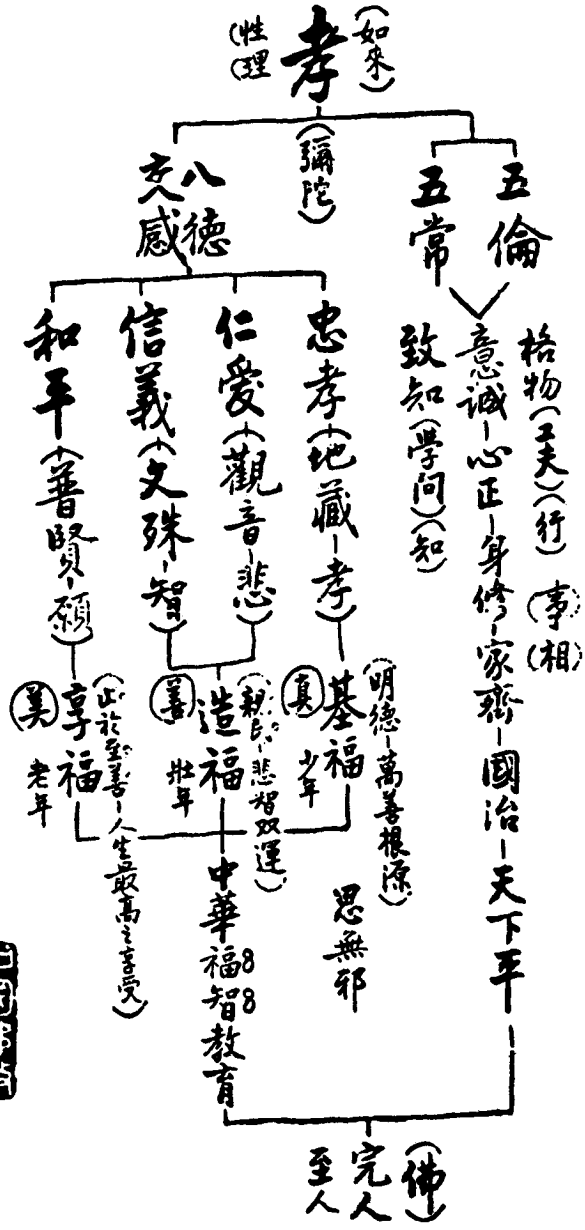 孝
(如來)
(性
(理
(彌陀)
五倫
五常
八德
交感
格物(工夫)(行)
意誠-心正-身修-家齊-國治-天下平
致知(學問)(知)
(事
(相)
忠孝(地藏-孝)
仁愛(觀音-悲)
信義(文殊-智)
和平(普賢-願)
真
基福
少年
(明德-萬善根源)
思無邪
善
造福
壯年
(親民-悲智双運)
美
享福
老年
(止於至善-人生最高之享受)
中華福智教育
(佛)
完人
至人